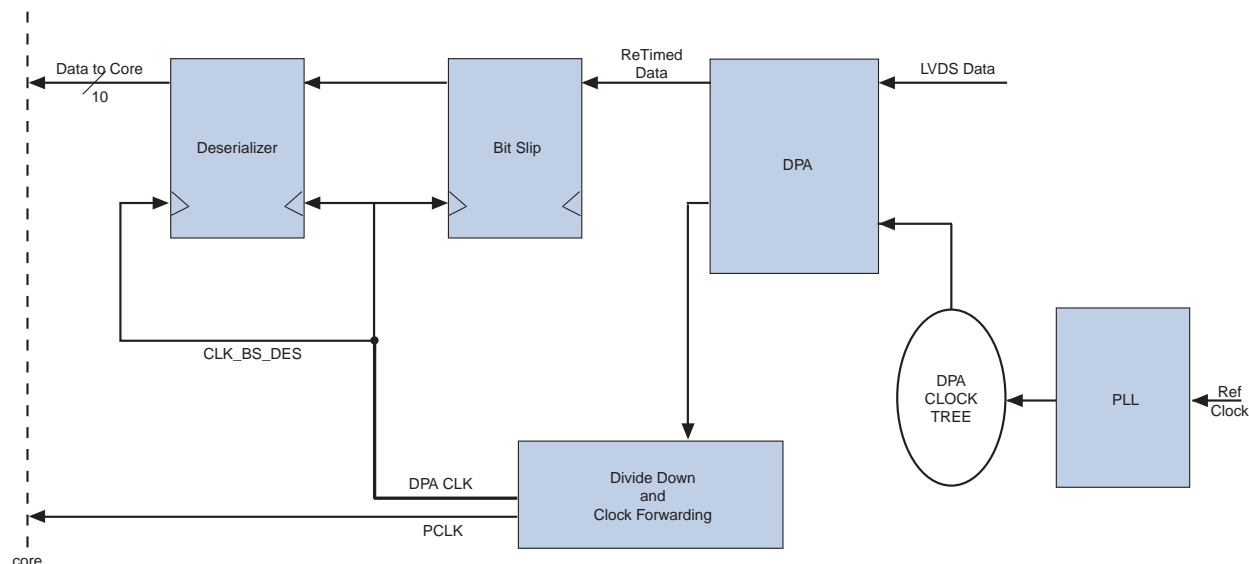 Data to Core
10
ReTimed
Data
LVDS Data
Deserializer
Bit Slip
DPA
CLK_BS_DES
DPA
CLOCK
TREE
PLL
Ref
Clock
DPA CLK
Divide Down
and
Clock Forwarding
PCLK
core